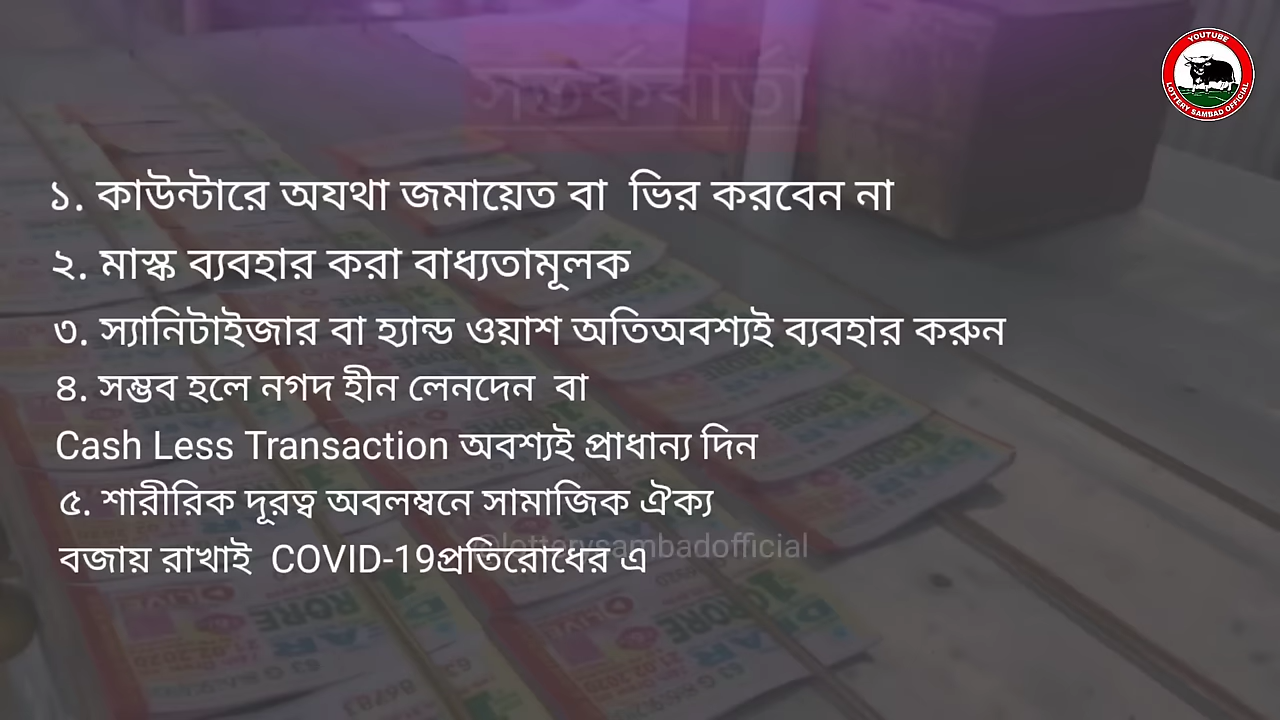 সতর্কবার্তা
YOUTUBE
LOTTERY SAMBAD OFFICIAL
১. কাউন্টারে অযথা জমায়েত বা ভির করবেন না
২. মাস্ক ব্যবহার করা বাধ্যতামূলক
৩. স্যানিটাইজার বা হ্যান্ড ওয়াশ অতিঅবশ্যই ব্যবহার করুন
৪. সম্ভব হলে নগদ হীন লেনদেন বা
Cash Less Transaction অবশ্যই প্রাধান্য দিন
৫. শারীরিক দূরত্ব অবলম্বনে সামাজিক ঐক্য
@lotterysambadofficial
বজায় রাখাই COVID-19প্রতিরোধের এ